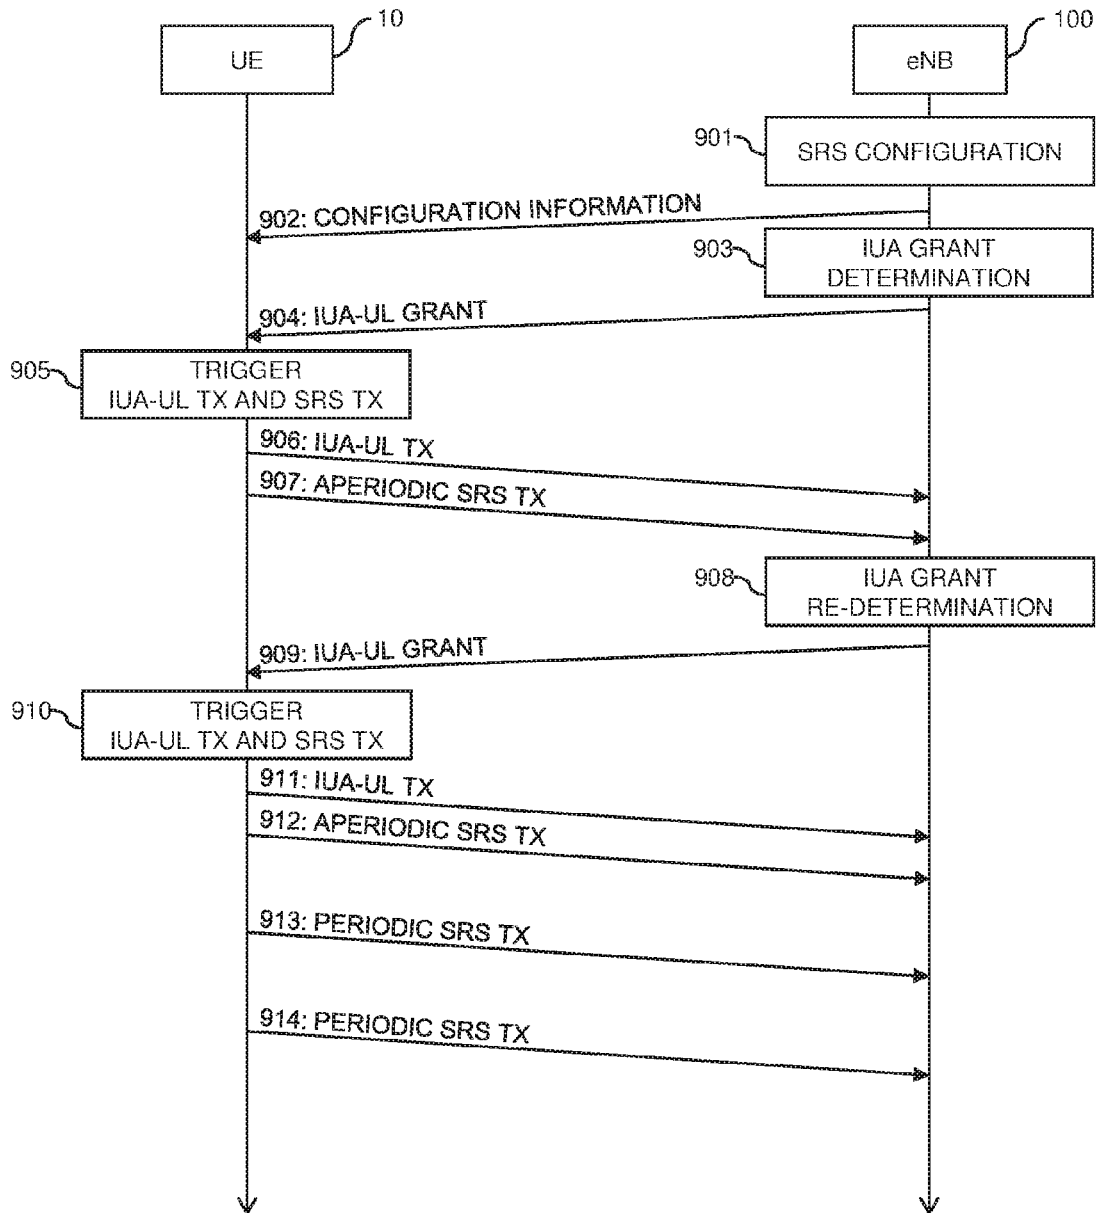 10
100
UE
eNB
901
SRS CONFIGURATION
902: CONFIGURATION INFORMATION
903
IUA GRANT
DETERMINATION
904: IUA-UL GRANT
905
TRIGGER
IUA-UL TX AND SRS TX
906: IUA-UL TX
907: APERIODIC SRS TX
908
IUA GRANT
RE-DETERMINATION
909: IUA-UL GRANT
910
TRIGGER
IUA-UL TX AND SRS TX
911: IUA-UL TX
912: APERIODIC SRS TX
913: PERIODIC SRS TX
914: PERIODIC SRS TX